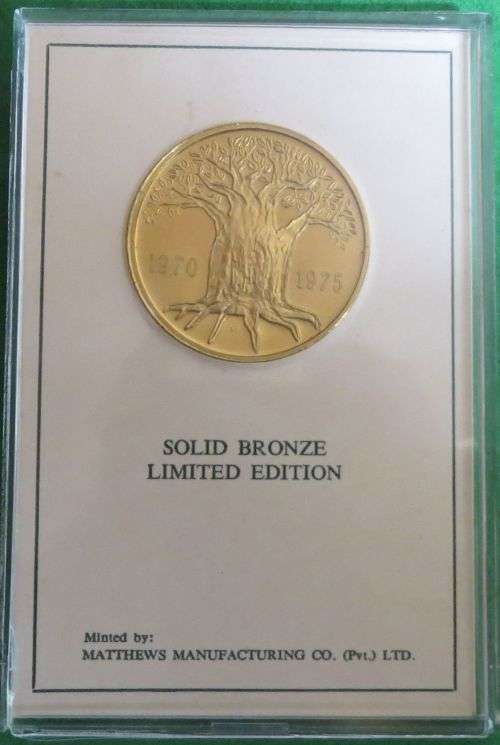 1970
1975
SOLID BRONZE
LIMITED EDITION
Minted by:
MATTHEWS MANUFACTURING CO. (Pvt.) LTD.